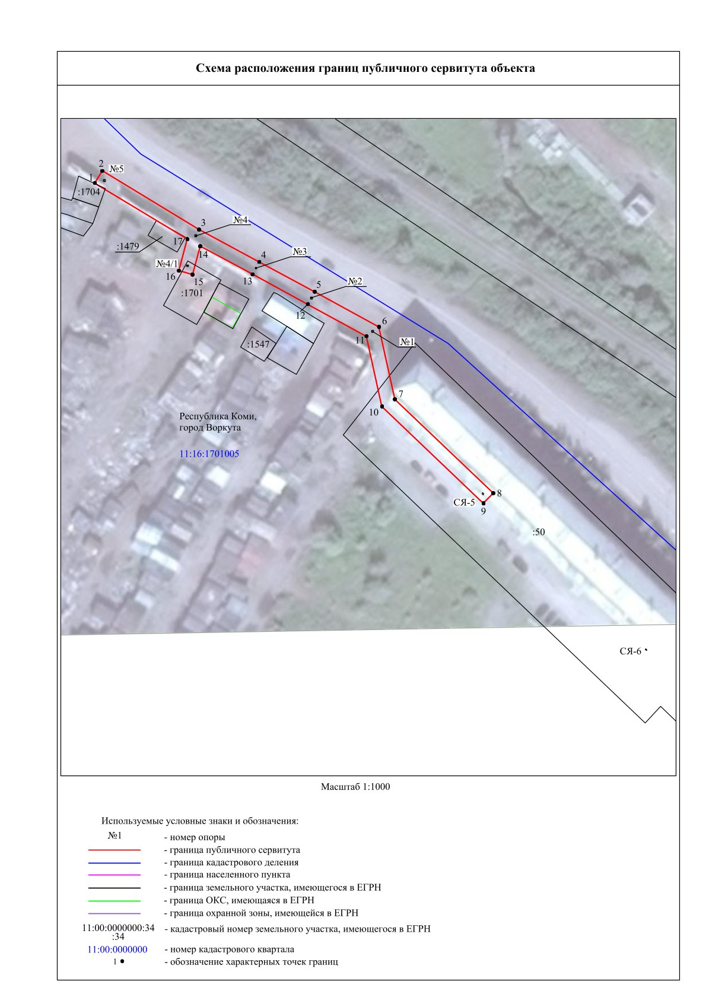 Схема расположения границ публичного сервитута объекта
2
№5
1
:1704
3
№4
17
:1479
14
4
№3
№4/1
16
15
13
:1701
5
№2
12
6
11
№1
:1547
7
10
Республика Коми,
город Воркута
11:16:1701005
8
СЯ-5
9
:50
СЯ-6
Масштаб 1:1000
Используемые условные знаки и обозначения:
№1 - номер опоры
- граница публичного сервитута
- граница кадастрового деления
- граница населенного пункта
- граница земельного участка, имеющегося в ЕГРН
- граница ОКС, имеющаяся в ЕГРН
- граница охранной зоны, имеющейся в ЕГРН
11:00:0000000:34 - кадастровый номер земельного участка, имеющегося в ЕГРН
:34
11:00:0000000 - номер кадастрового квартала
1 - обозначение характерных точек границ